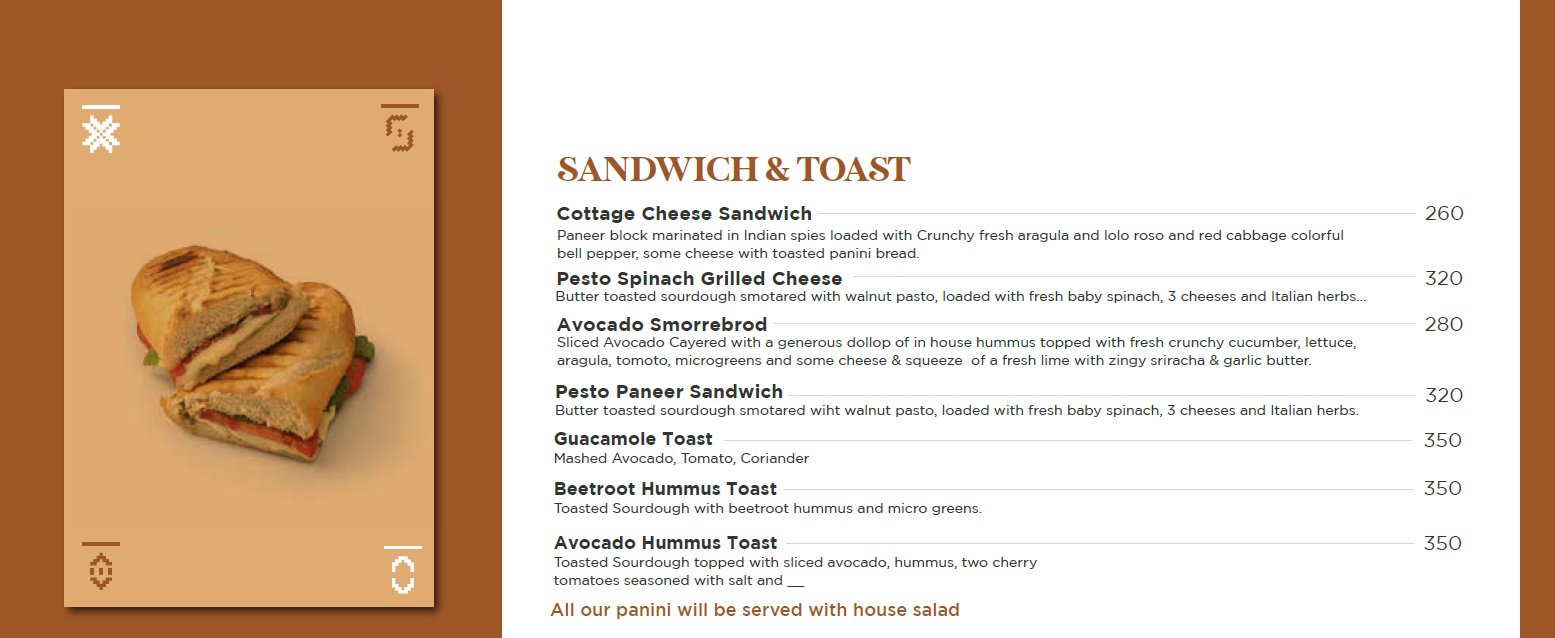 SANDWICH & TOAST
Cottage Cheese Sandwich 260
Paneer block marinated in Indian spies loaded with Crunchy fresh aragula and lolo roso and red cabbage colorful
bell pepper, some cheese with toasted panini bread.
Pesto Spinach Grilled Cheese 320
Butter toasted sourdough smotared with walnut pasto, loaded with fresh baby spinach, 3 cheeses and Italian herbs...
Avocado Smorrebrod 280
Sliced Avocado Cayered with a generous dollop of in house hummus topped with fresh crunchy cucumber, lettuce,
aragula, tomoto, microgreens and some cheese & squeeze of a fresh lime with zingy sriracha & garlic butter.
Pesto Paneer Sandwich 320
Butter toasted sourdough smotared wiht walnut pasto, loaded with fresh baby spinach, 3 cheeses and Italian herbs.
Guacamole Toast 350
Mashed Avocado, Tomato, Coriander
Beetroot Hummus Toast 350
Toasted Sourdough with beetroot hummus and micro greens.
Avocado Hummus Toast 350
Toasted Sourdough topped with sliced avocado, hummus, two cherry
tomatoes seasoned with salt and __
All our panini will be served with house salad